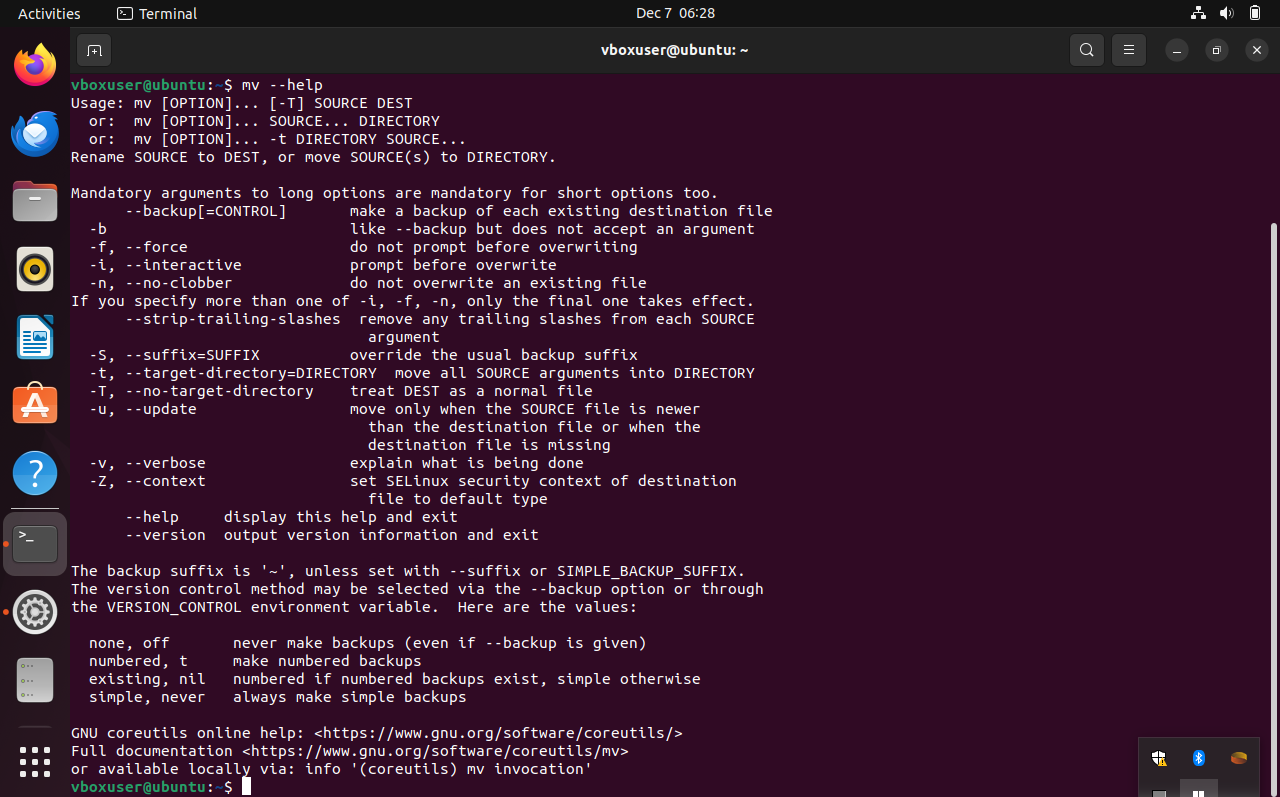 Activities
Terminal
Dec 7 06:28
vboxuser@ubuntu: ~
vboxuser@ubuntu:~$ mv --help
Usage: mv [OPTION]... [-T] SOURCE DEST
  or:  mv [OPTION]... SOURCE... DIRECTORY
  or:  mv [OPTION]... -t DIRECTORY SOURCE...
Rename SOURCE to DEST, or move SOURCE(s) to DIRECTORY.

Mandatory arguments to long options are mandatory for short options too.
      --backup[=CONTROL]       make a backup of each existing destination file
  -b                           like --backup but does not accept an argument
  -f, --force                  do not prompt before overwriting
  -i, --interactive            prompt before overwrite
  -n, --no-clobber             do not overwrite an existing file
If you specify more than one of -i, -f, -n, only the final one takes effect.
      --strip-trailing-slashes  remove any trailing slashes from each SOURCE
                                 argument
  -S, --suffix=SUFFIX          override the usual backup suffix
  -t, --target-directory=DIRECTORY  move all SOURCE arguments into DIRECTORY
  -T, --no-target-directory    treat DEST as a normal file
  -u, --update                 move only when the SOURCE file is newer
                                 than the destination file or when the
                                 destination file is missing
  -v, --verbose                explain what is being done
  -Z, --context                set SELinux security context of destination
                                 file to default type
      --help     display this help and exit
      --version  output version information and exit

The backup suffix is '~', unless set with --suffix or SIMPLE_BACKUP_SUFFIX.
The version control method may be selected via the --backup option or through
the VERSION_CONTROL environment variable.  Here are the values:

  none, off       never make backups (even if --backup is given)
  numbered, t     make numbered backups
  existing, nil   numbered if numbered backups exist, simple otherwise
  simple, never   always make simple backups

GNU coreutils online help: <https://www.gnu.org/software/coreutils/>
Full documentation <https://www.gnu.org/software/coreutils/mv>
or available locally via: info '(coreutils) mv invocation'
vboxuser@ubuntu:~$